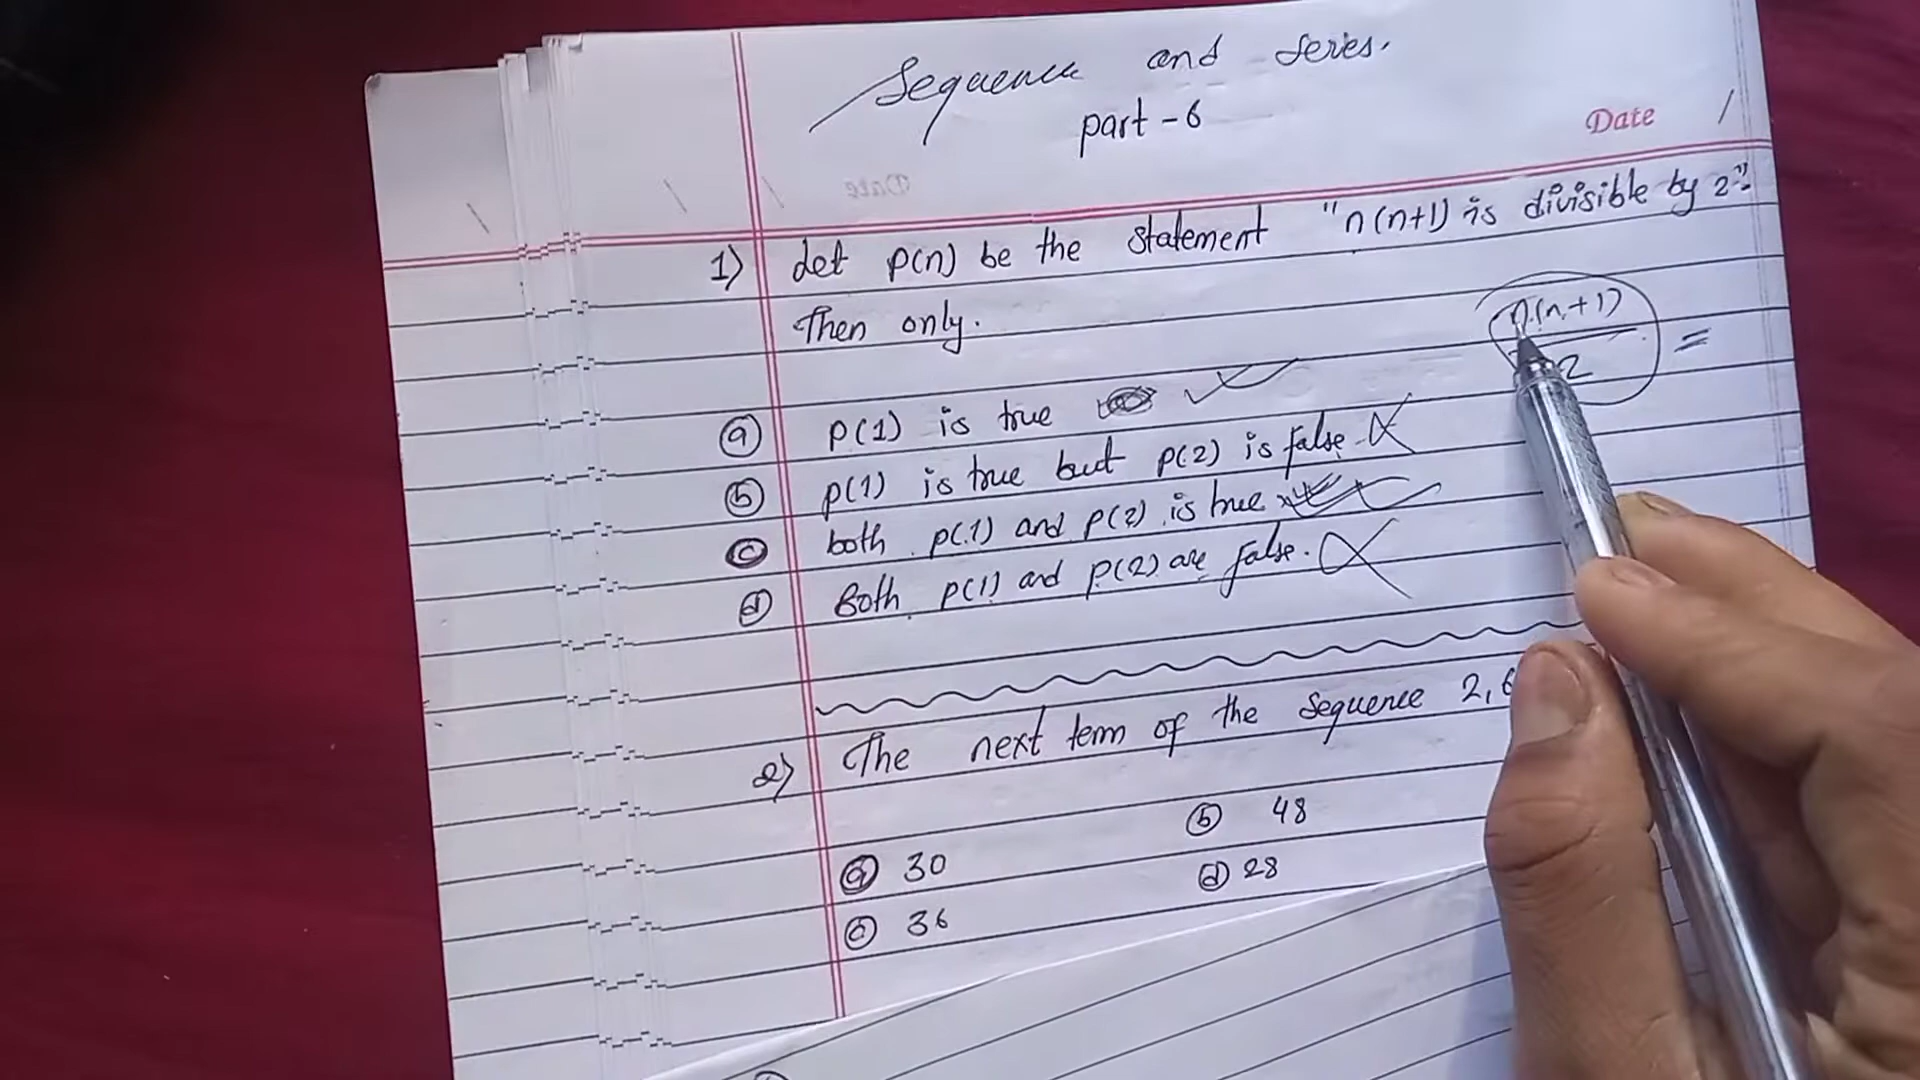 Sequence and series.
part-6
Date /
1) Let p(n) be the statement "n(n+1) is divisible by 2".
Then only.
n(n+1)
2
=
a p(1) is true
b p(1) is true but p(2) is false.
c both p(1) and p(2) is true
d Both p(1) and p(2) are false.
2) The next term of the sequence 2, 6
b 48
a 30
d 28
c 36